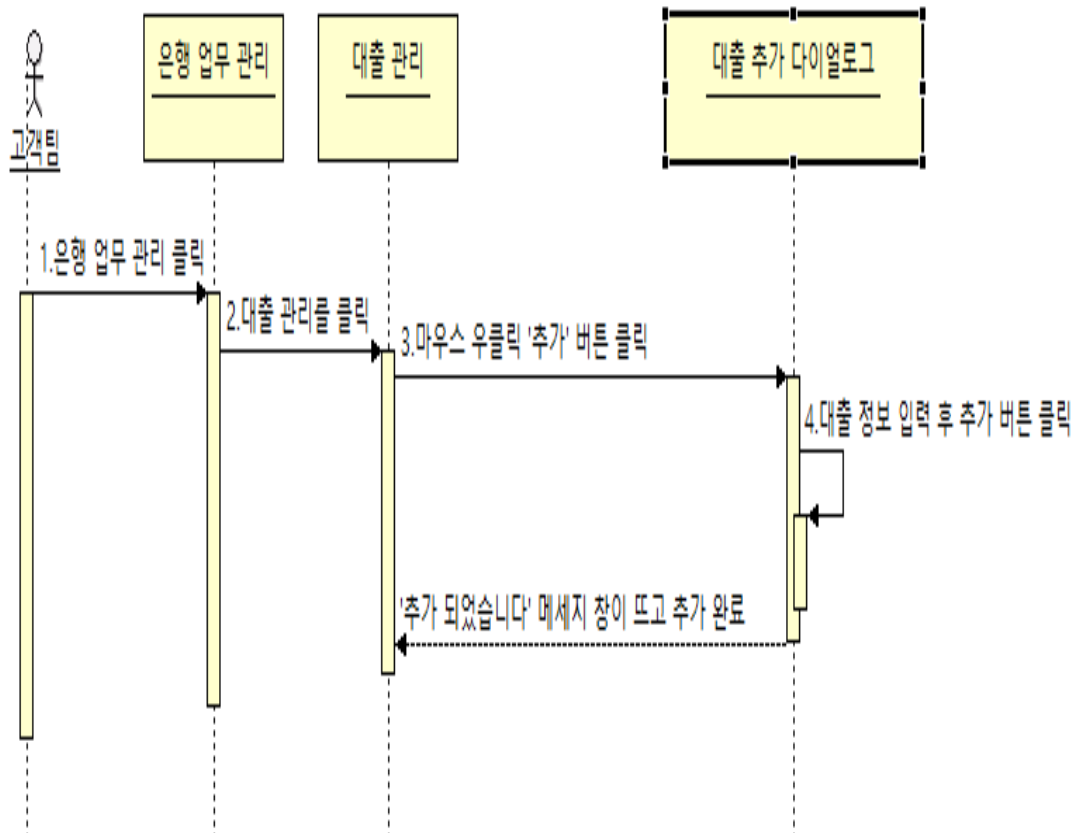 은행 업무 관리
대출 관리
대출 추가 다이얼로그
고객팀
1.은행 업무 관리 클릭
2.대출 관리를 클릭
3.마우스 우클릭 '추가' 버튼 클릭
4.대출 정보 입력 후 추가 버튼 클릭
'추가 되었습니다' 메세지 창이 뜨고 추가 완료